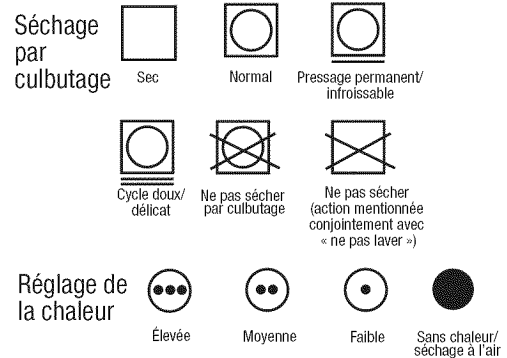 Séchage
par
culbutage
Sec
Normal
Pressage permanent/
infroissable
Cycle doux/
délicat
Ne pas sécher
par culbutage
Ne pas sécher
(action mentionnée
conjointement avec
« ne pas laver »)
Réglage de
la chaleur
Élevée
Moyenne
Faible
Sans chaleur/
séchage à l'air